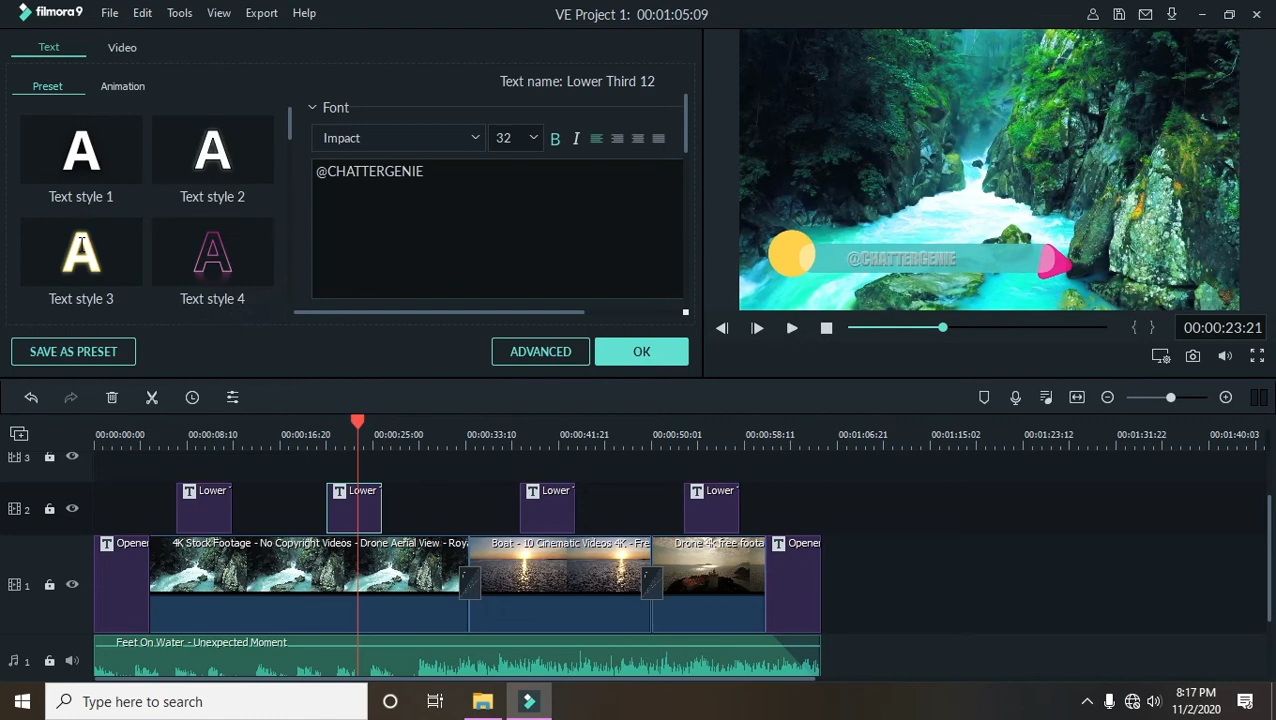 filmora9 File Edit Tools View Export Help VE Project 1: 00:01:05:09
Text Video
Text name: Lower Third 12
Preset Animation
Font
Impact 32 B I
@CHATTERGENIE
A A
Text style 1 Text style 2
A A
Text style 3 Text style 4
SAVE AS PRESET ADVANCED OK
@CHATTERGENIE
{ } 00:00:23:21
00:00:00:00 00:00:08:10 00:00:16:20 00:00:25:00 00:00:33:10 00:00:41:21 00:00:50:01 00:00:58:11 00:01:06:21 00:01:15:02 00:01:23:12 00:01:31:22 00:01:40:03
3
2 T Lower T Lower T Lower T Lower
T Opene 4K Stock Footage - No Copyright Videos - Drone Aerial View - Roy Boat - 10 Cinematic Videos 4K - Fre Drone 4k free foota T Opene
1
Feet On Water - Unexpected Moment
1
Type here to search
8:17 PM
11/2/2020